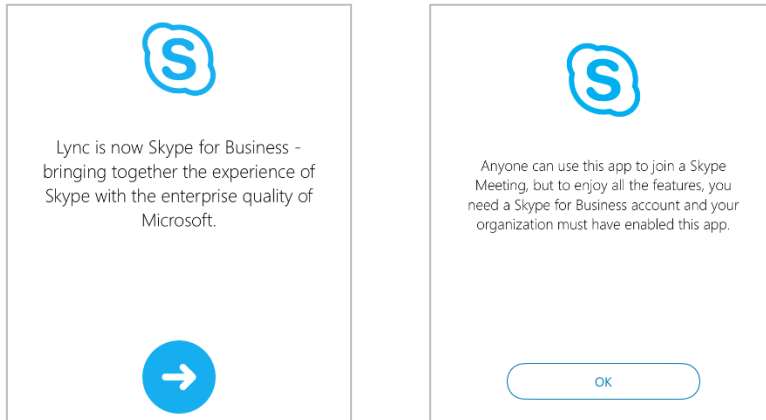 S
Lync is now Skype for Business -
bringing together the experience of
Skype with the enterprise quality of
Microsoft.
S
Anyone can use this app to join a Skype
Meeting, but to enjoy all the features, you
need a Skype for Business account and your
organization must have enabled this app.
OK